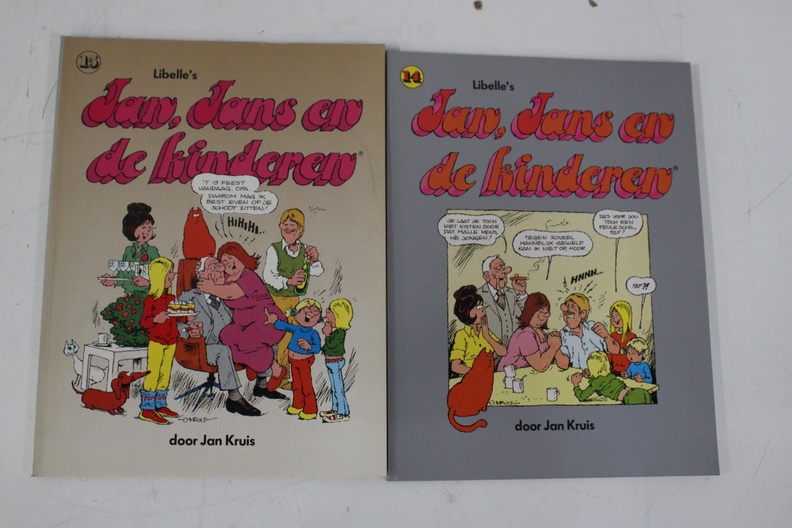 13
Libelle's
Jan, Jans en
de kinderen®
'T IS FEEST
VANDAAG, OPA.
DAAROM MAG IK
BEST EVEN OP JE
SCHOOT ZITTEN!
HIHIHI..
door Jan Kruis
14
Libelle's
Jan, Jans en
de kinderen®
JE LAAT JE TOCH
NIET KISTEN DOOR
DAT MALLE MENS,
HÈ JONGEN?
TEGEN ZOVEEL
MANNELIJK GEWELD
KAN IK NIET OP HOOR.
DA'S VOOR JOU
TOCH EEN
PEULESCHIL,
PAP?
HNNN...
PAP?!
door Jan Kruis